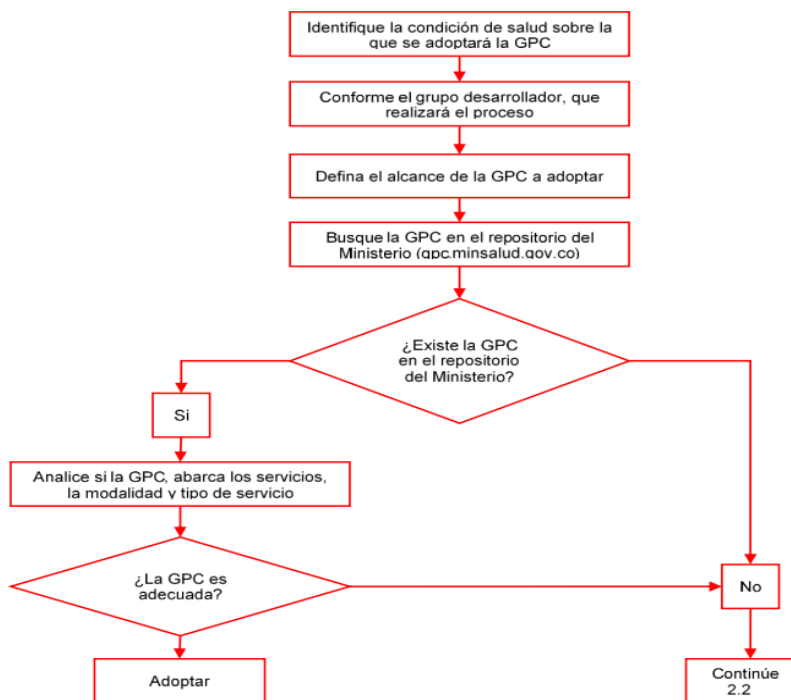 Identifique la condición de salud sobre la
que se adoptará la GPC
Conforme el grupo desarrollador, que
realizará el proceso
Defina el alcance de la GPC a adoptar
Busque la GPC en el repositorio del
Ministerio (gpc.minsalud.gov.co)
¿Existe la GPC
en el repositorio
del Ministerio?
Si
Analice si la GPC, abarca los servicios,
la modalidad y tipo de servicio
¿La GPC es
adecuada?
No
Adoptar
Continúe
2.2